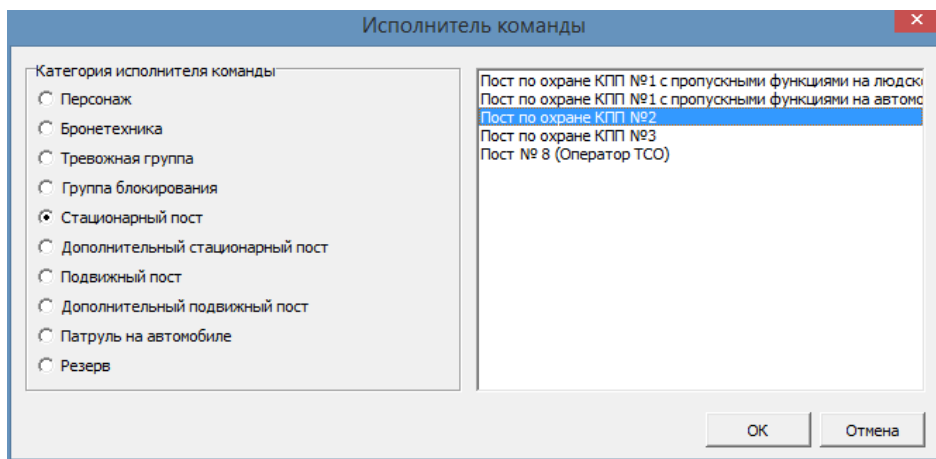 Исполнитель команды
Категория исполнителя команды
Персонаж
Бронетехника
Тревожная группа
Группа блокирования
Стационарный пост
Дополнительный стационарный пост
Подвижный пост
Дополнительный подвижный пост
Патруль на автомобиле
Резерв
Пост по охране КПП №1 с пропускными функциями на
Пост по охране КПП №1 с пропускными функциями на
Пост по охране КПП №2
Пост по охране КПП №3
Пост № 8 (Оператор ТСО)
ОК
Отмена